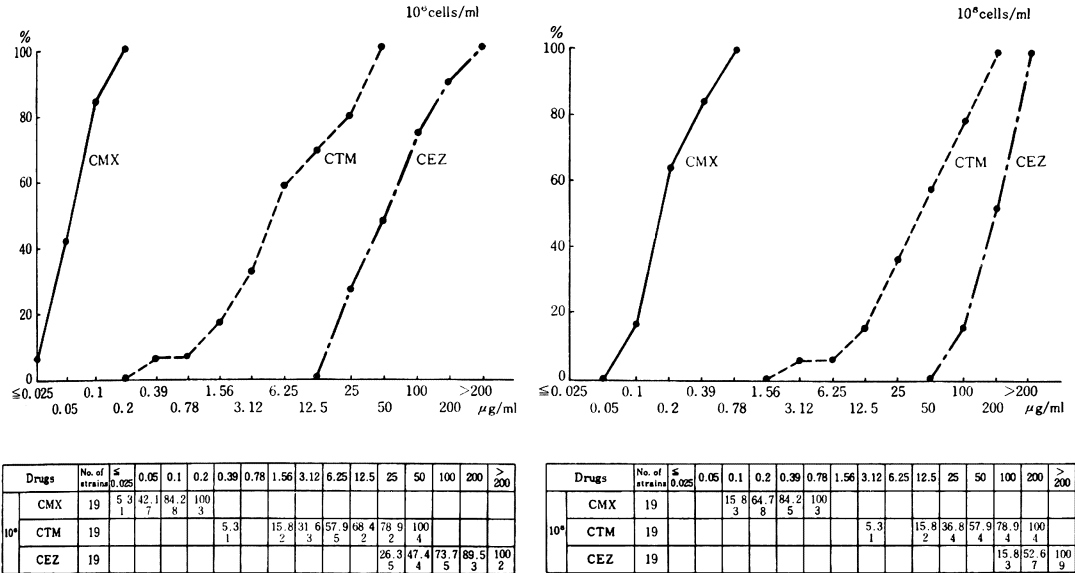 10⁶cells/ml
%
100
80
60
40
20
0
CMX
CTM
CEZ
≦0.025 0.1 0.39 1.56 6.25 25 100 >200
0.05 0.2 0.78 3.12 12.5 50 200 μg/ml
Drugs No. of strains ≦0.025 0.05 0.1 0.2 0.39 0.78 1.56 3.12 6.25 12.5 25 50 100 200 >200
CMX 19 5 3 42.1 84.2 100
1 7 8 3
10⁶ CTM 19 5.3 15.8 31 6 57.9 68 4 78 9 100
1 2 3 5 2 2 4
CEZ 19 26.3 47.4 73.7 89.5 100
5 4 5 3 2
10⁸cells/ml
%
100
80
60
40
20
0
CMX
CTM
CEZ
≦0.025 0.1 0.39 1.56 6.25 25 100 >200
0.05 0.2 0.78 3.12 12.5 50 200 μg/ml
Drugs No. of strains ≦0.025 0.05 0.1 0.2 0.39 0.78 1.56 3.12 6.25 12.5 25 50 100 200 >200
CMX 19 15 8 64.7 84.2 100
3 8 5 3
10⁸ CTM 19 5.3 15.8 36.8 57.9 78.9 100
1 2 4 4 4 4
CEZ 19 15.8 52.6 100
3 7 9